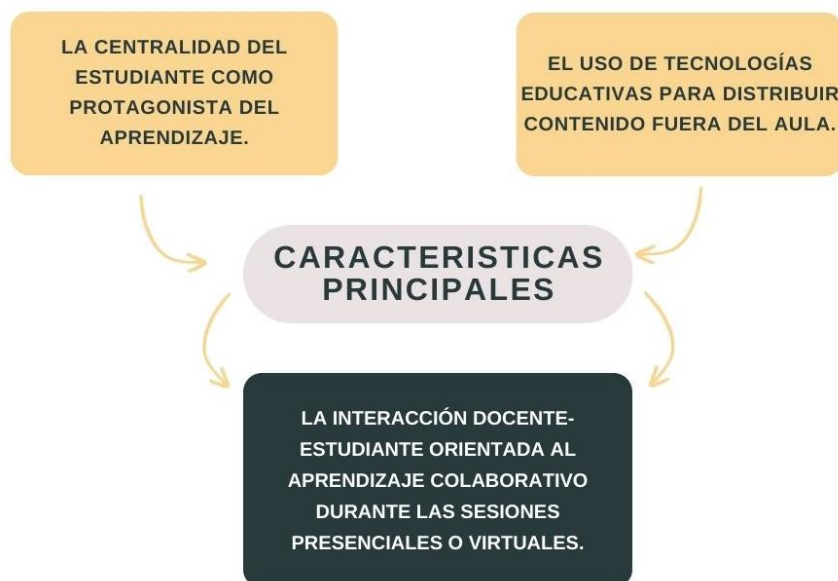 LA CENTRALIDAD DEL
ESTUDIANTE COMO
PROTAGONISTA DEL
APRENDIZAJE.
EL USO DE TECNOLOGÍAS
EDUCATIVAS PARA DISTRIBUIR
CONTENIDO FUERA DEL AULA.
CARACTERISTICAS
PRINCIPALES
LA INTERACCIÓN DOCENTE-
ESTUDIANTE ORIENTADA AL
APRENDIZAJE COLABORATIVO
DURANTE LAS SESIONES
PRESENCIALES O VIRTUALES.